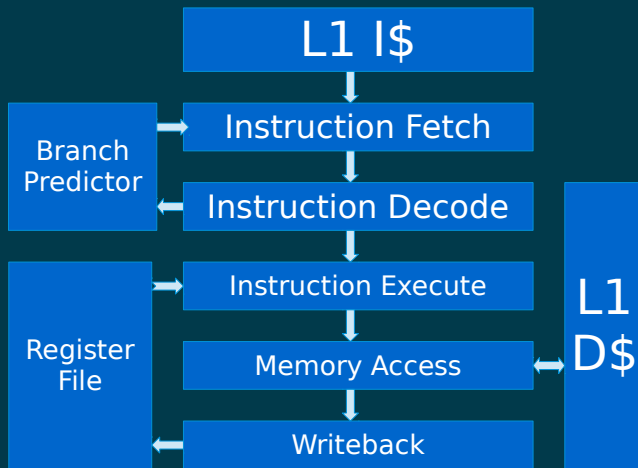 L1 I$
Branch
Predictor
Instruction Fetch
Instruction Decode
Register
File
Instruction Execute
Memory Access
Writeback
L1
D$